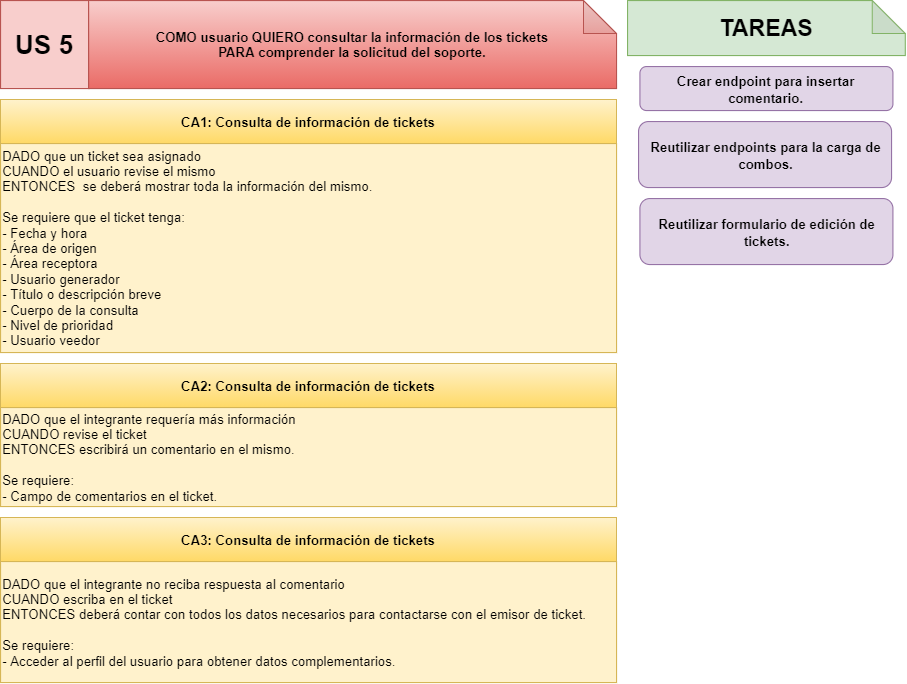 US 5
COMO usuario QUIERO consultar la información de los tickets
PARA comprender la solicitud del soporte.
CA1: Consulta de información de tickets
DADO que un ticket sea asignado
CUANDO el usuario revise el mismo
ENTONCES  se deberá mostrar toda la información del mismo.
Se requiere que el ticket tenga:
- Fecha y hora
- Área de origen
- Área receptora
- Usuario generador
- Título o descripción breve
- Cuerpo de la consulta
- Nivel de prioridad
- Usuario veedor
CA2: Consulta de información de tickets
DADO que el integrante requería más información
CUANDO revise el ticket
ENTONCES escribirá un comentario en el mismo.
Se requiere:
- Campo de comentarios en el ticket.
CA3: Consulta de información de tickets
DADO que el integrante no reciba respuesta al comentario
CUANDO escriba en el ticket
ENTONCES deberá contar con todos los datos necesarios para contactarse con el emisor de ticket.
Se requiere:
- Acceder al perfil del usuario para obtener datos complementarios.
TAREAS
Crear endpoint para insertar
comentario.
Reutilizar endpoints para la carga de
combos.
Reutilizar formulario de edición de
tickets.